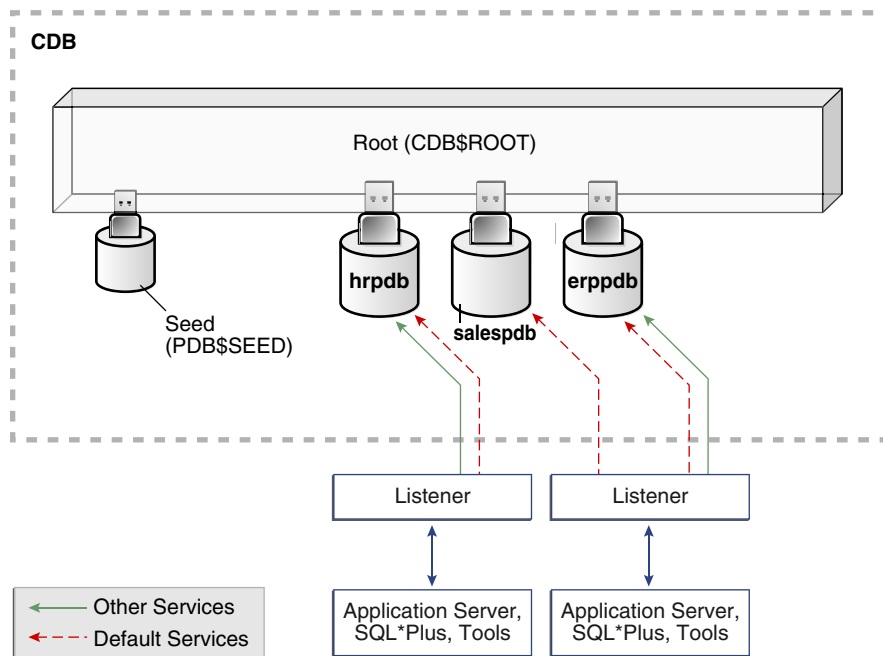 CDB
Root (CDB$ROOT)
hrpdb
erppdb
salespdb
Seed
(PDB$SEED)
Listener
Listener
Other Services
Default Services
Application Server,
SQL*Plus, Tools
Application Server,
SQL*Plus, Tools